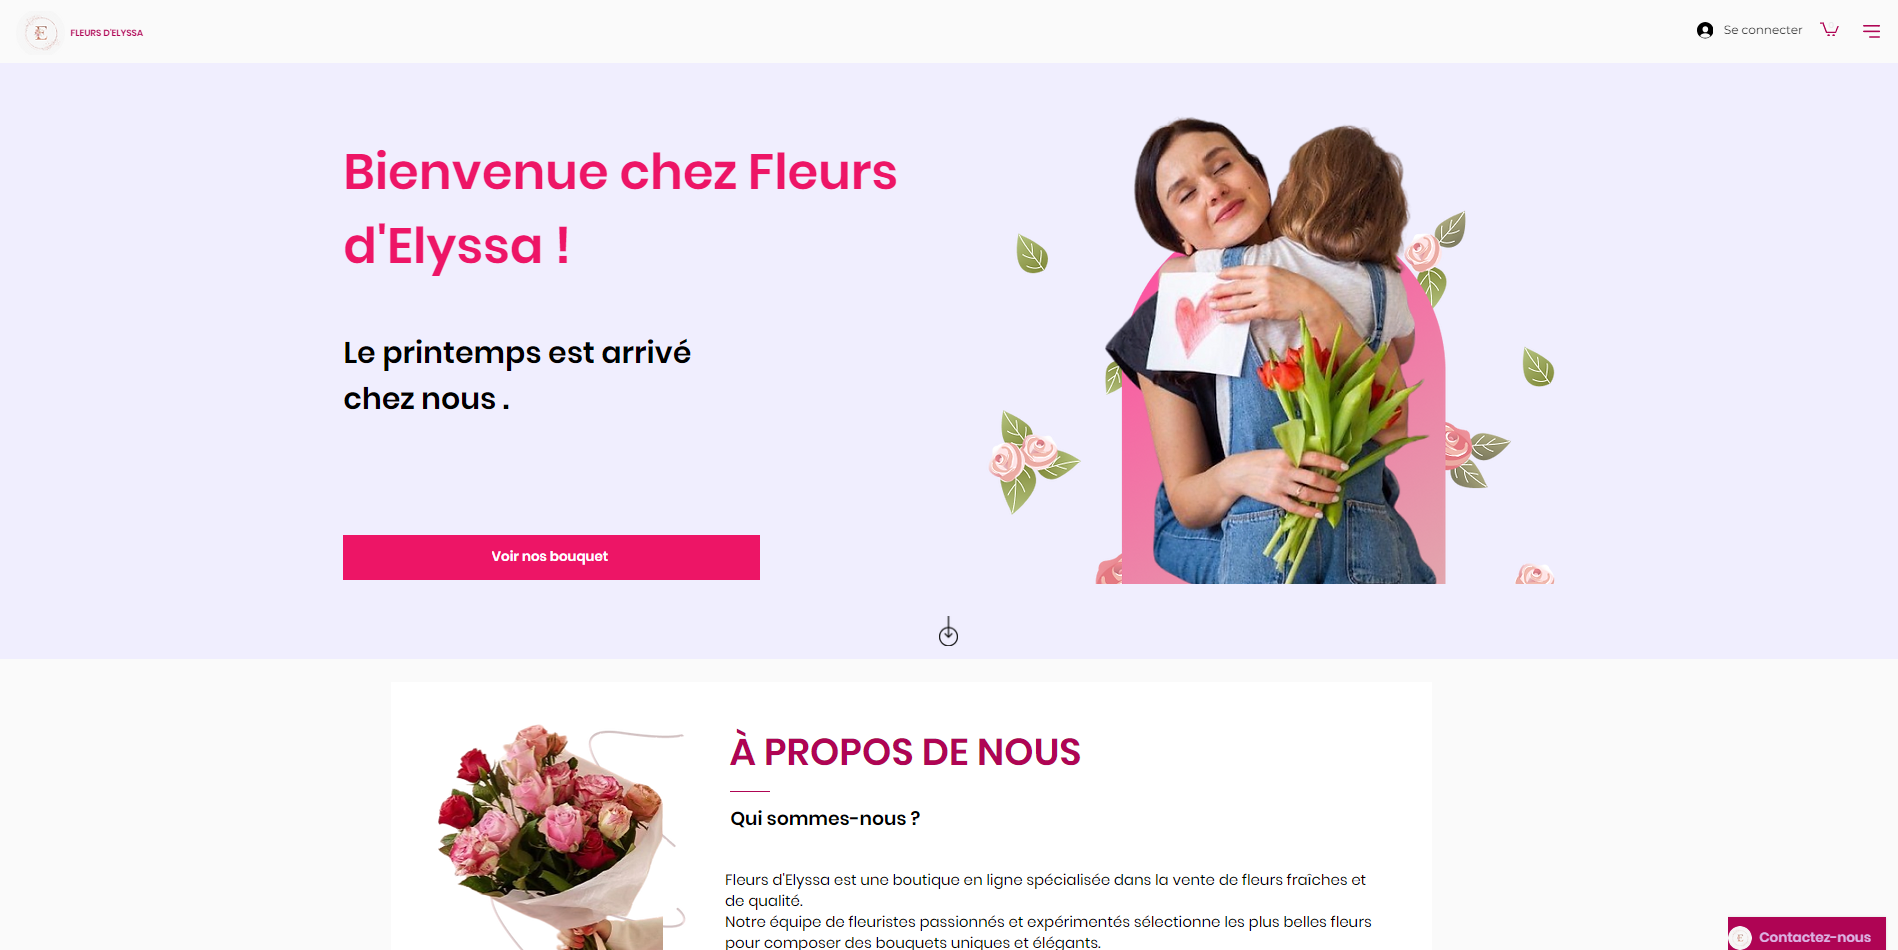 E
FLEURS D'ELYSSA
Se connecter
Bienvenue chez Fleurs
d'Elyssa !
Le printemps est arrivé
chez nous .
Voir nos bouquet
À PROPOS DE NOUS
Qui sommes-nous ?
Fleurs d'Elyssa est une boutique en ligne spécialisée dans la vente de fleurs fraîches et
de qualité.
Notre équipe de fleuristes passionnés et expérimentés sélectionne les plus belles fleurs
pour composer des bouquets uniques et élégants.
E
Contactez-nous